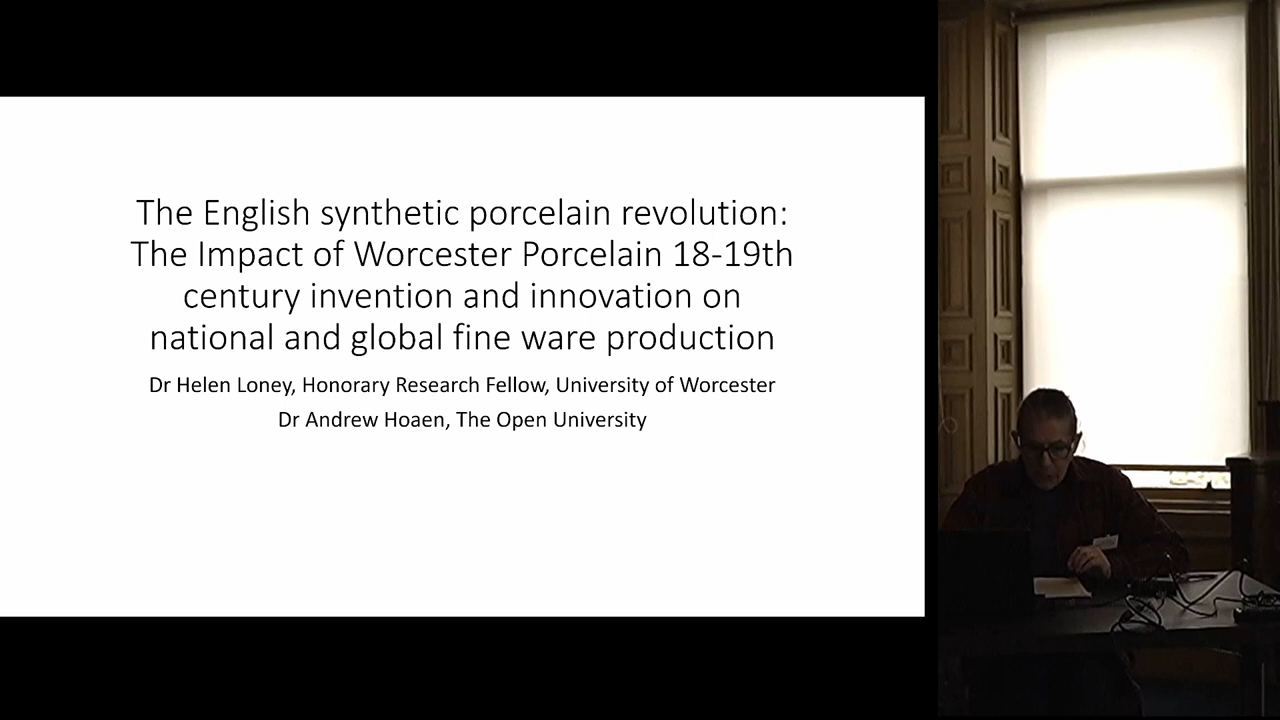 The English synthetic porcelain revolution:
The Impact of Worcester Porcelain 18-19th
century invention and innovation on
national and global fine ware production
Dr Helen Loney, Honorary Research Fellow, University of Worcester
Dr Andrew Hoaen, The Open University